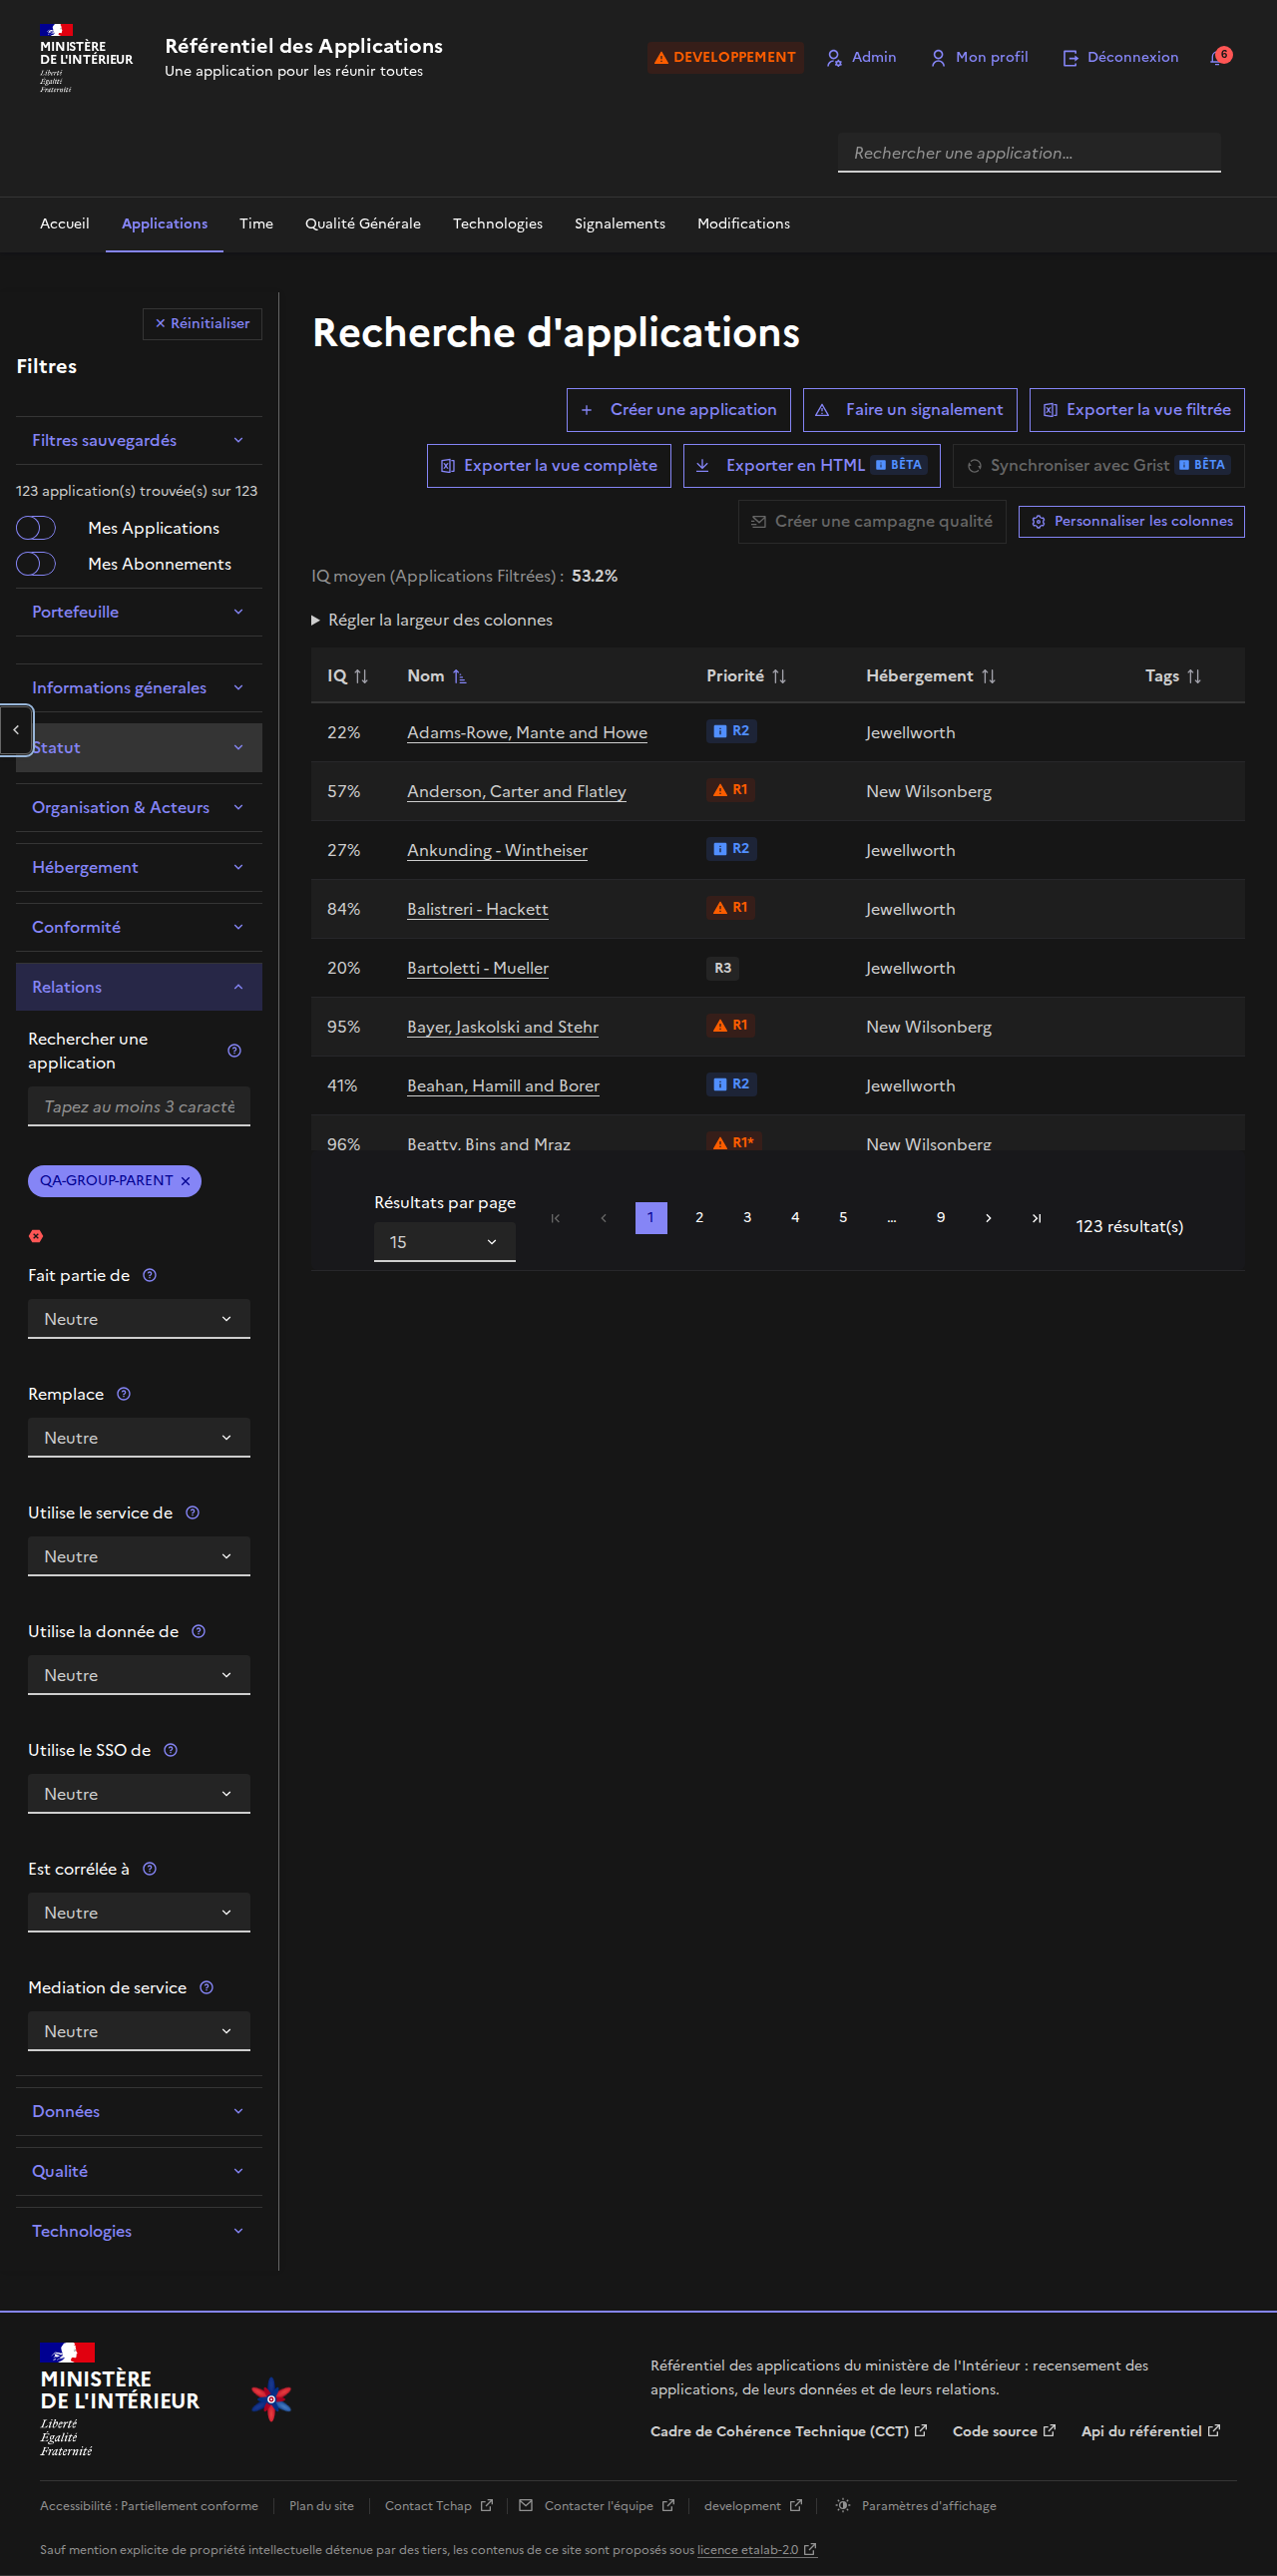 MINISTÈRE
DE L'INTÉRIEUR
Liberté
Égalité
Fraternité
Référentiel des Applications
Une application pour les réunir toutes
DEVELOPPEMENT
Admin
Mon profil
Déconnexion
6
Rechercher une application...
Accueil
Applications
Time
Qualité Générale
Technologies
Signalements
Modifications
Réinitialiser
Filtres
Filtres sauvegardés
123 application(s) trouvée(s) sur 123
Mes Applications
Mes Abonnements
Portefeuille
Informations génerales
Statut
Organisation & Acteurs
Hébergement
Conformité
Relations
Rechercher une
application
Tapez au moins 3 caractè
QA-GROUP-PARENT
Fait partie de
Neutre
Remplace
Neutre
Utilise le service de
Neutre
Utilise la donnée de
Neutre
Utilise le SSO de
Neutre
Est corrélée à
Neutre
Mediation de service
Neutre
Données
Qualité
Technologies
Recherche d'applications
Créer une application
Faire un signalement
Exporter la vue filtrée
Exporter la vue complète
Exporter en HTML BÊTA
Synchroniser avec Grist BÊTA
Créer une campagne qualité
Personnaliser les colonnes
IQ moyen (Applications Filtrées) : 53.2%
Régler la largeur des colonnes
IQ Nom Priorité Hébergement Tags
22% Adams-Rowe, Mante and Howe R2 Jewellworth
57% Anderson, Carter and Flatley R1 New Wilsonberg
27% Ankunding - Wintheiser R2 Jewellworth
84% Balistreri - Hackett R1 Jewellworth
20% Bartoletti - Mueller R3 Jewellworth
95% Bayer, Jaskolski and Stehr R1 New Wilsonberg
41% Beahan, Hamill and Borer R2 Jewellworth
96% Beatty, Bins and Mraz R1* New Wilsonberg
Résultats par page
15
1 2 3 4 5 ... 9
123 résultat(s)
MINISTÈRE
DE L'INTÉRIEUR
Liberté
Égalité
Fraternité
Référentiel des applications du ministère de l'Intérieur : recensement des
applications, de leurs données et de leurs relations.
Cadre de Cohérence Technique (CCT)
Code source
Api du référentiel
Accessibilité : Partiellement conforme
Plan du site
Contact Tchap
Contacter l'équipe
development
Paramètres d'affichage
Sauf mention explicite de propriété intellectuelle détenue par des tiers, les contenus de ce site sont proposés sous licence etalab-2.0